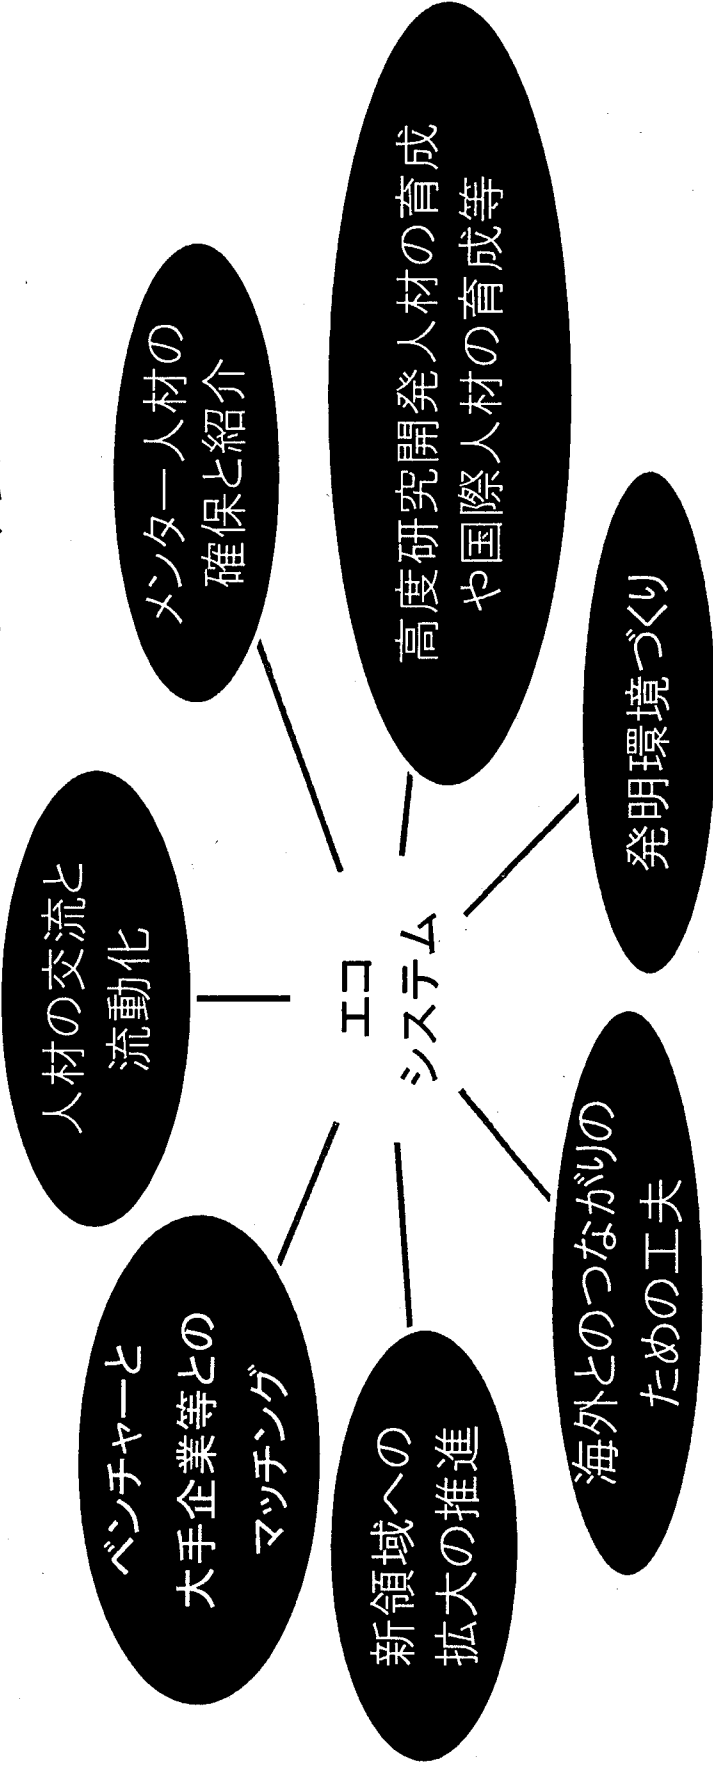 人材の交流と
流動化
ベンチャーと
大手企業等との
マッチング
メンター人材の
確保と紹介
エコ
システム
新領域への
拡大の推進
高度研究開発人材の育成
や国際人材の育成等
海外とのつながりの
ための工夫
発明環境づくり